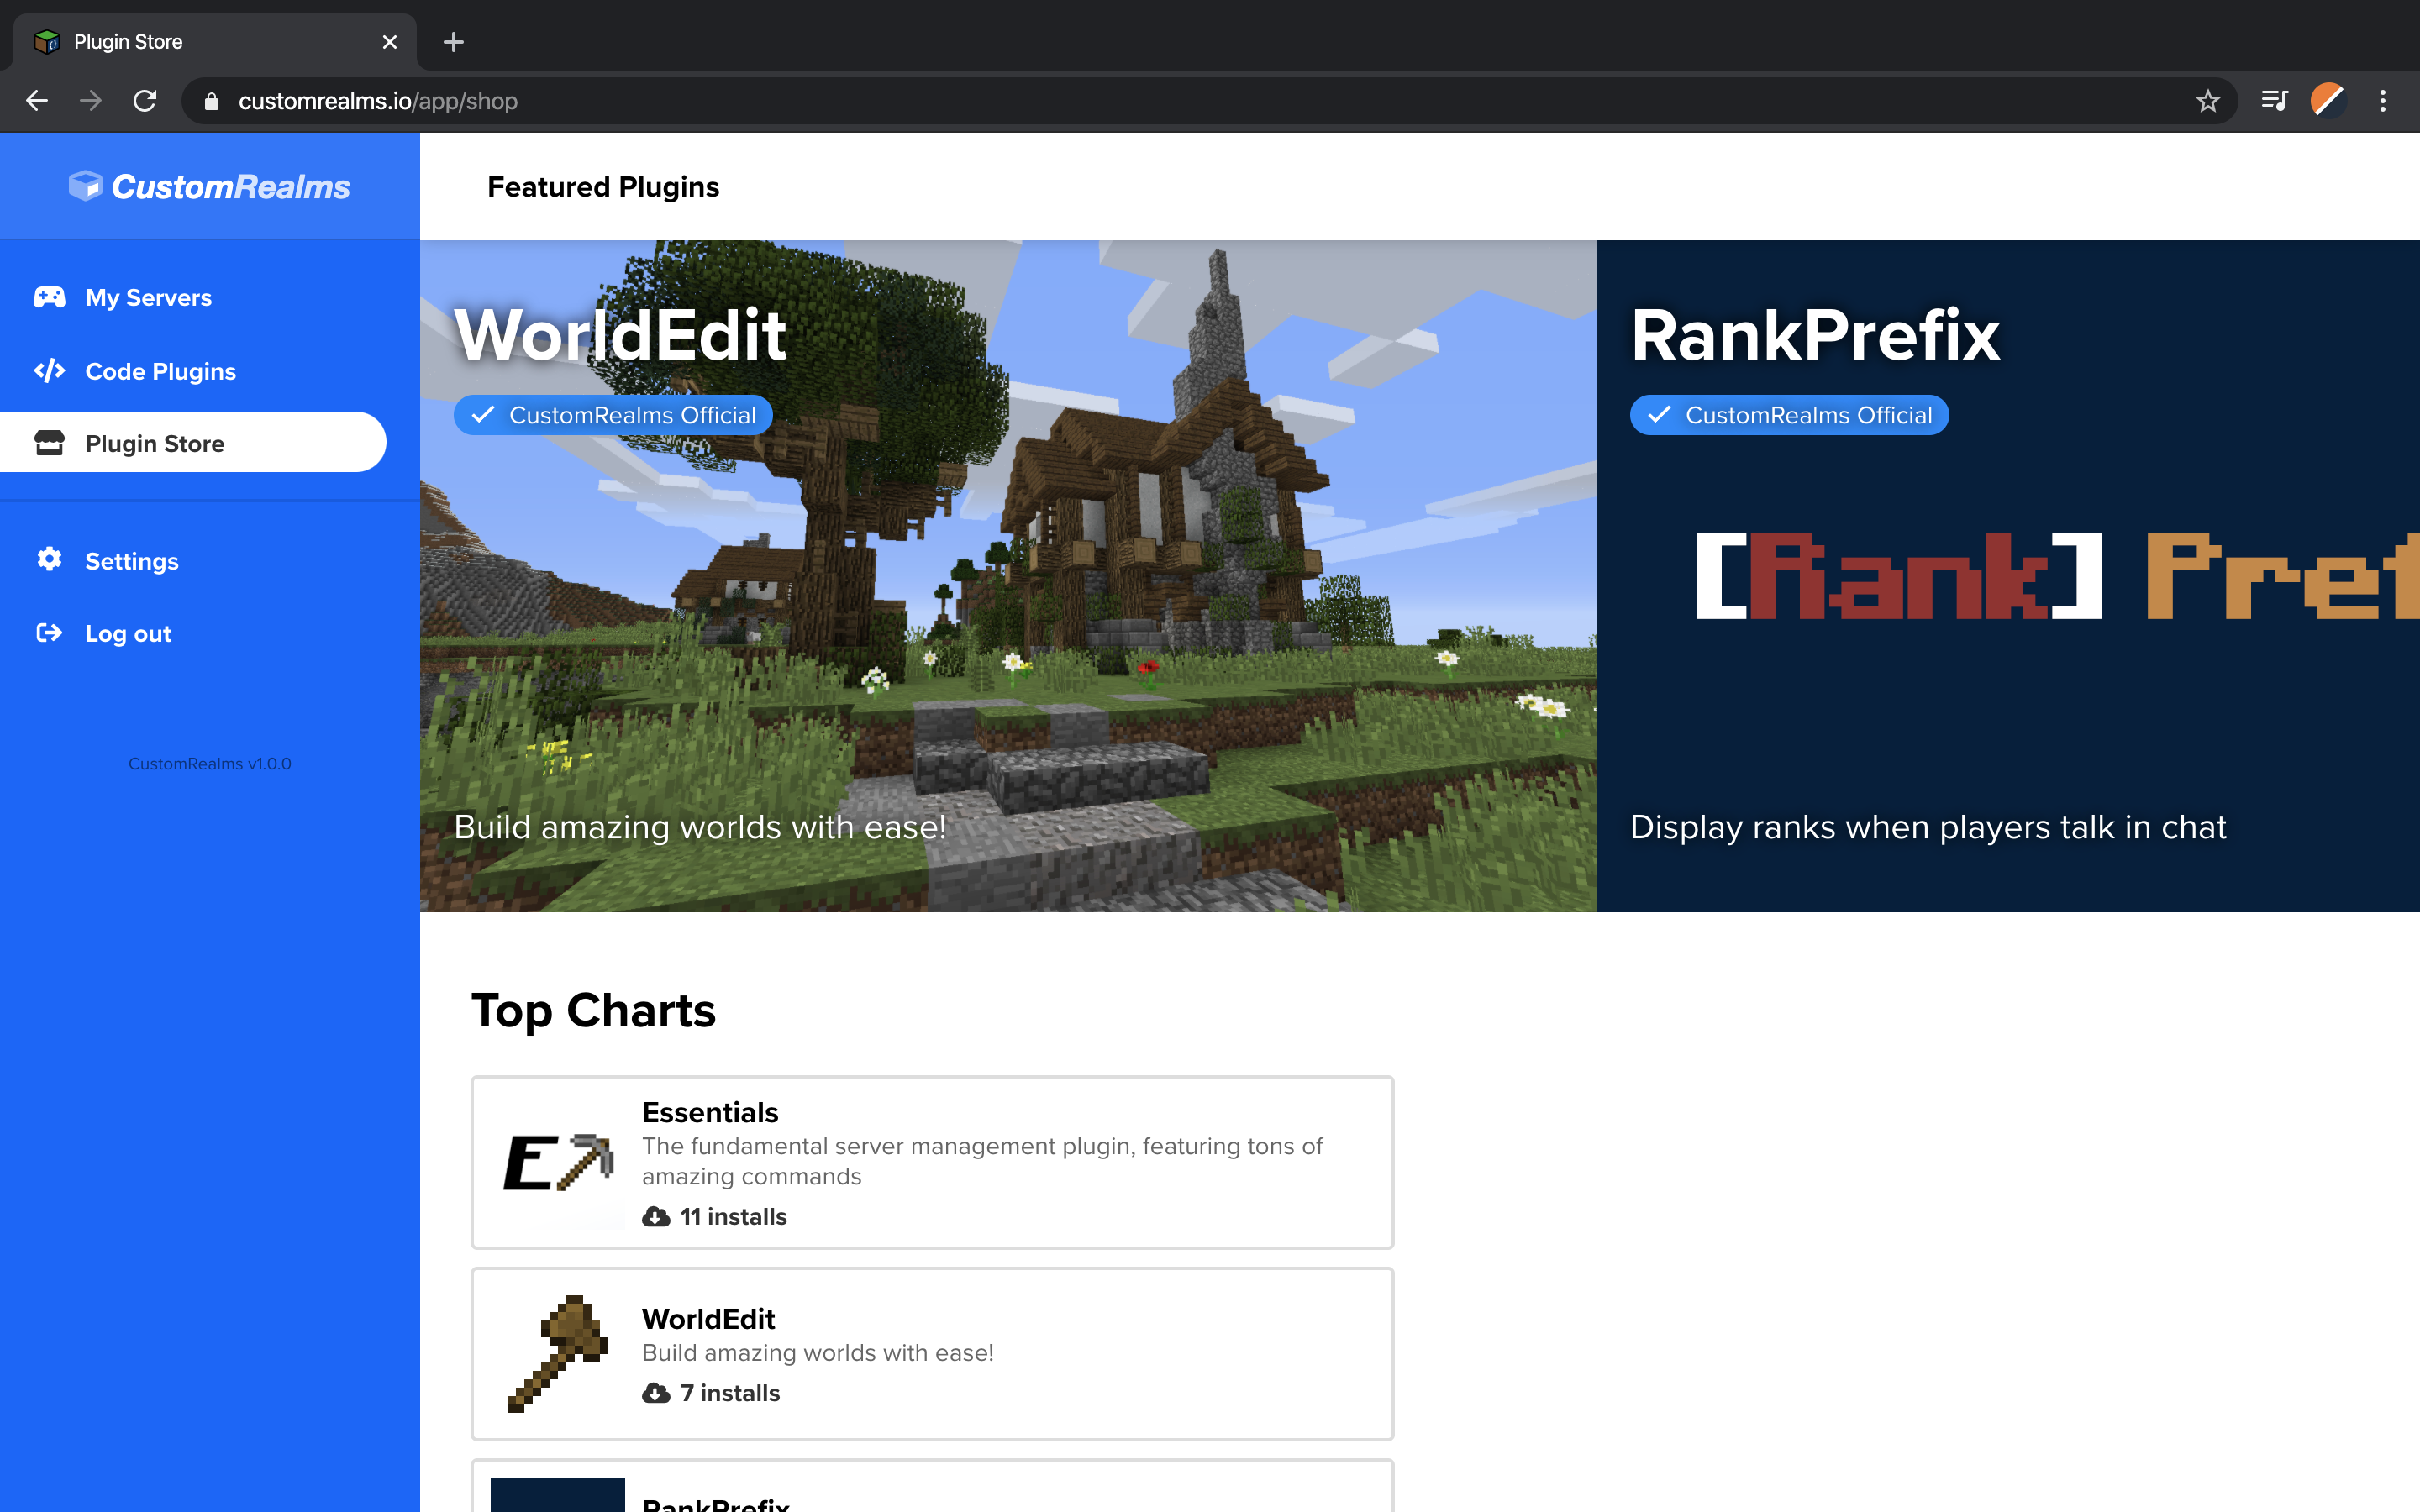 Plugin Store
customrealms.io/app/shop
CustomRealms
My Servers
Code Plugins
Plugin Store
Settings
Log out
CustomRealms v1.0.0
Featured Plugins
WorldEdit
CustomRealms Official
Build amazing worlds with ease!
RankPrefix
CustomRealms Official
[Rank] Pref
Display ranks when players talk in chat
Top Charts
E
Essentials
The fundamental server management plugin, featuring tons of
amazing commands
11 installs
WorldEdit
Build amazing worlds with ease!
7 installs
RankPrefix